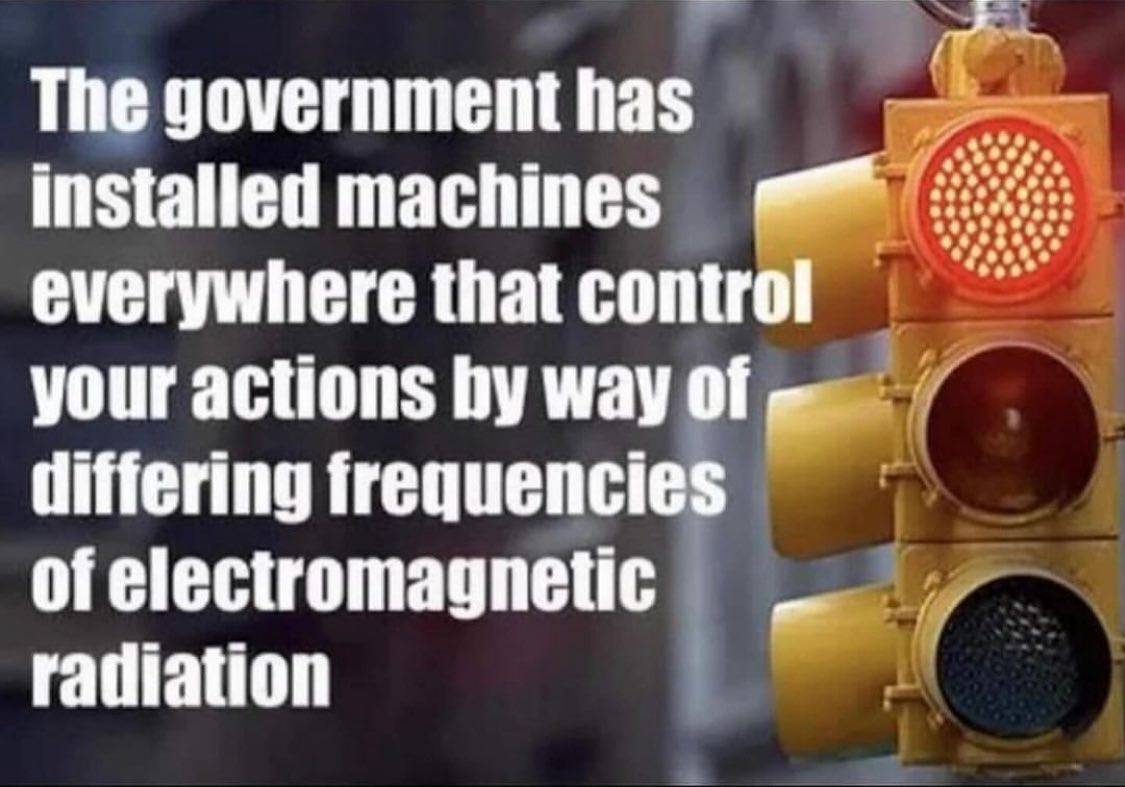 The government has
installed machines
everywhere that control
your actions by way of
differing frequencies
of electromagnetic
radiation